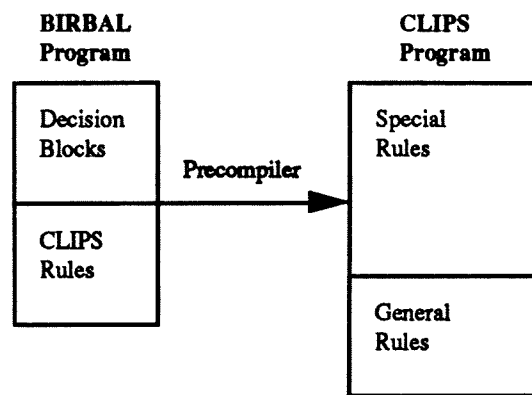 BIRBAL
Program
CLIPS
Program
Decision
Blocks
CLIPS
Rules
Precompiler
Special
Rules
General
Rules